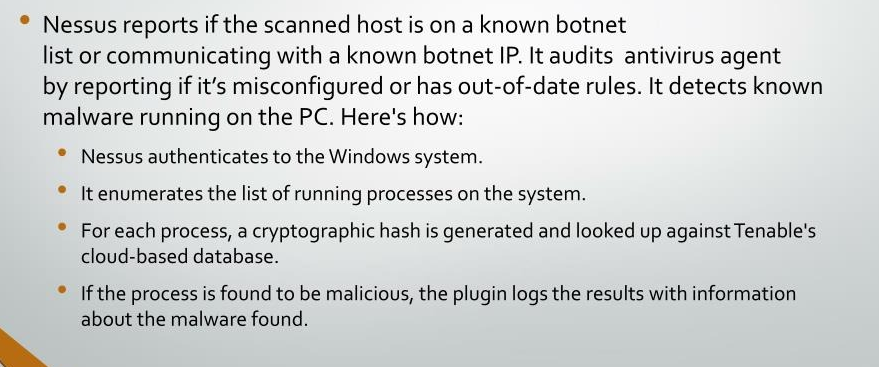 • Nessus reports if the scanned host is on a known botnet
list or communicating with a known botnet IP. It audits antivirus agent
by reporting if it's misconfigured or has out-of-date rules. It detects known
malware running on the PC. Here's how:
• Nessus authenticates to the Windows system.
• It enumerates the list of running processes on the system.
• For each process, a cryptographic hash is generated and looked up against Tenable's
cloud-based database.
• If the process is found to be malicious, the plugin logs the results with information
about the malware found.